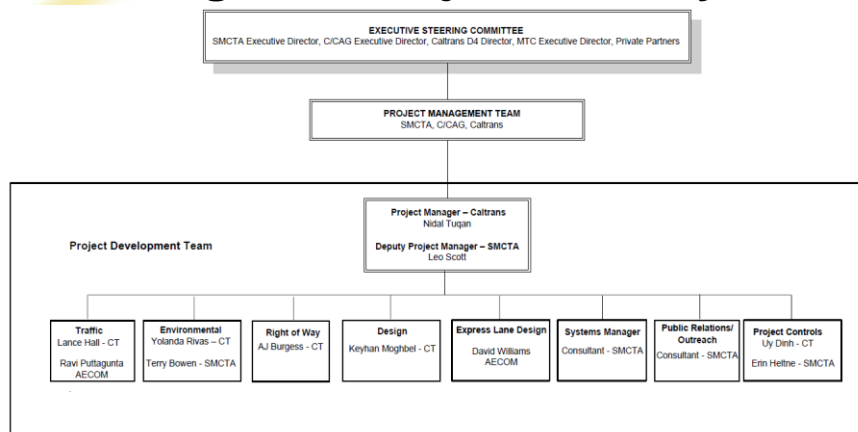 EXECUTIVE STEERING COMMITTEE
SMCTA Executive Director, C/CAG Executive Director, Caltrans D4 Director, MTC Executive Director, Private Partners
PROJECT MANAGEMENT TEAM
SMCTA, C/CAG, Caltrans
Project Manager – Caltrans
Nidal Tuqan
Deputy Project Manager – SMCTA
Leo Scott
Project Development Team
Traffic
Lance Hall - CT
Ravi Puttagunta
AECOM
Environmental
Yolanda Rivas – CT
Terry Bowen - SMCTA
Right of Way
AJ Burgess - CT
Design
Keyhan Moghbel - CT
Express Lane Design
David Williams
AECOM
Systems Manager
Consultant - SMCTA
Public Relations/
Outreach
Consultant - SMCTA
Project Controls
Uy Dinh - CT
Erin Heltne - SMCTA